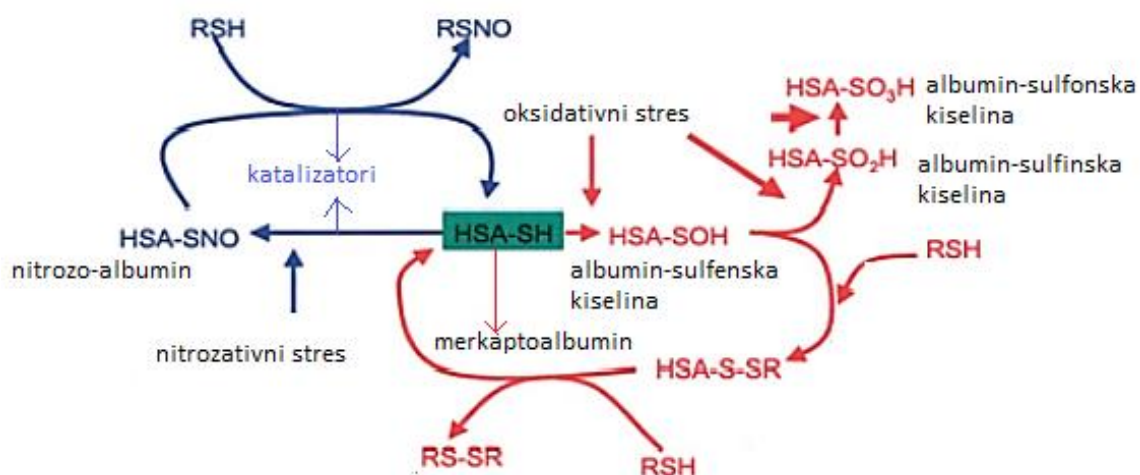 RSH
RSNO
HSA-SO₃H
albumin-sulfonska
kiselina
oksidativni stres
HSA-SO₂H
albumin-sulfinska
kiselina
katalizatori
HSA-SNO
HSA-SH
HSA-SOH
RSH
nitrozo-albumin
albumin-sulfenska
kiselina
nitrozativni stres
merkaptoalbumin
HSA-S-SR
RS-SR
RSH